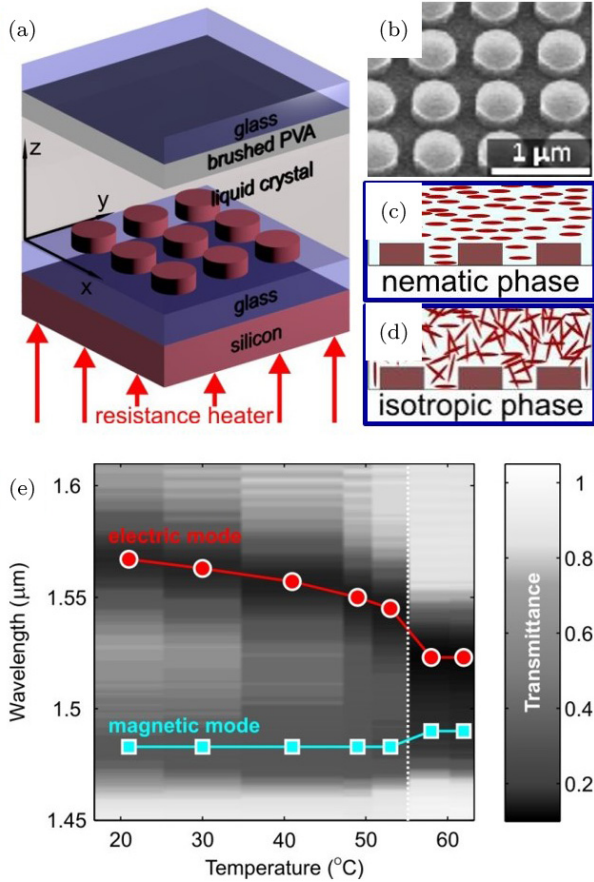 (a)
glass
brushed PVA
liquid crystal
z
y
x
glass
silicon
resistance heater
(b)
1 μm
(c)
nematic phase
(d)
isotropic phase
(e)
1.6
1.55
1.5
1.45
Wavelength (μm)
electric mode
magnetic mode
20
30
40
50
60
Temperature (°C)
1
0.8
0.6
0.4
0.2
Transmittance